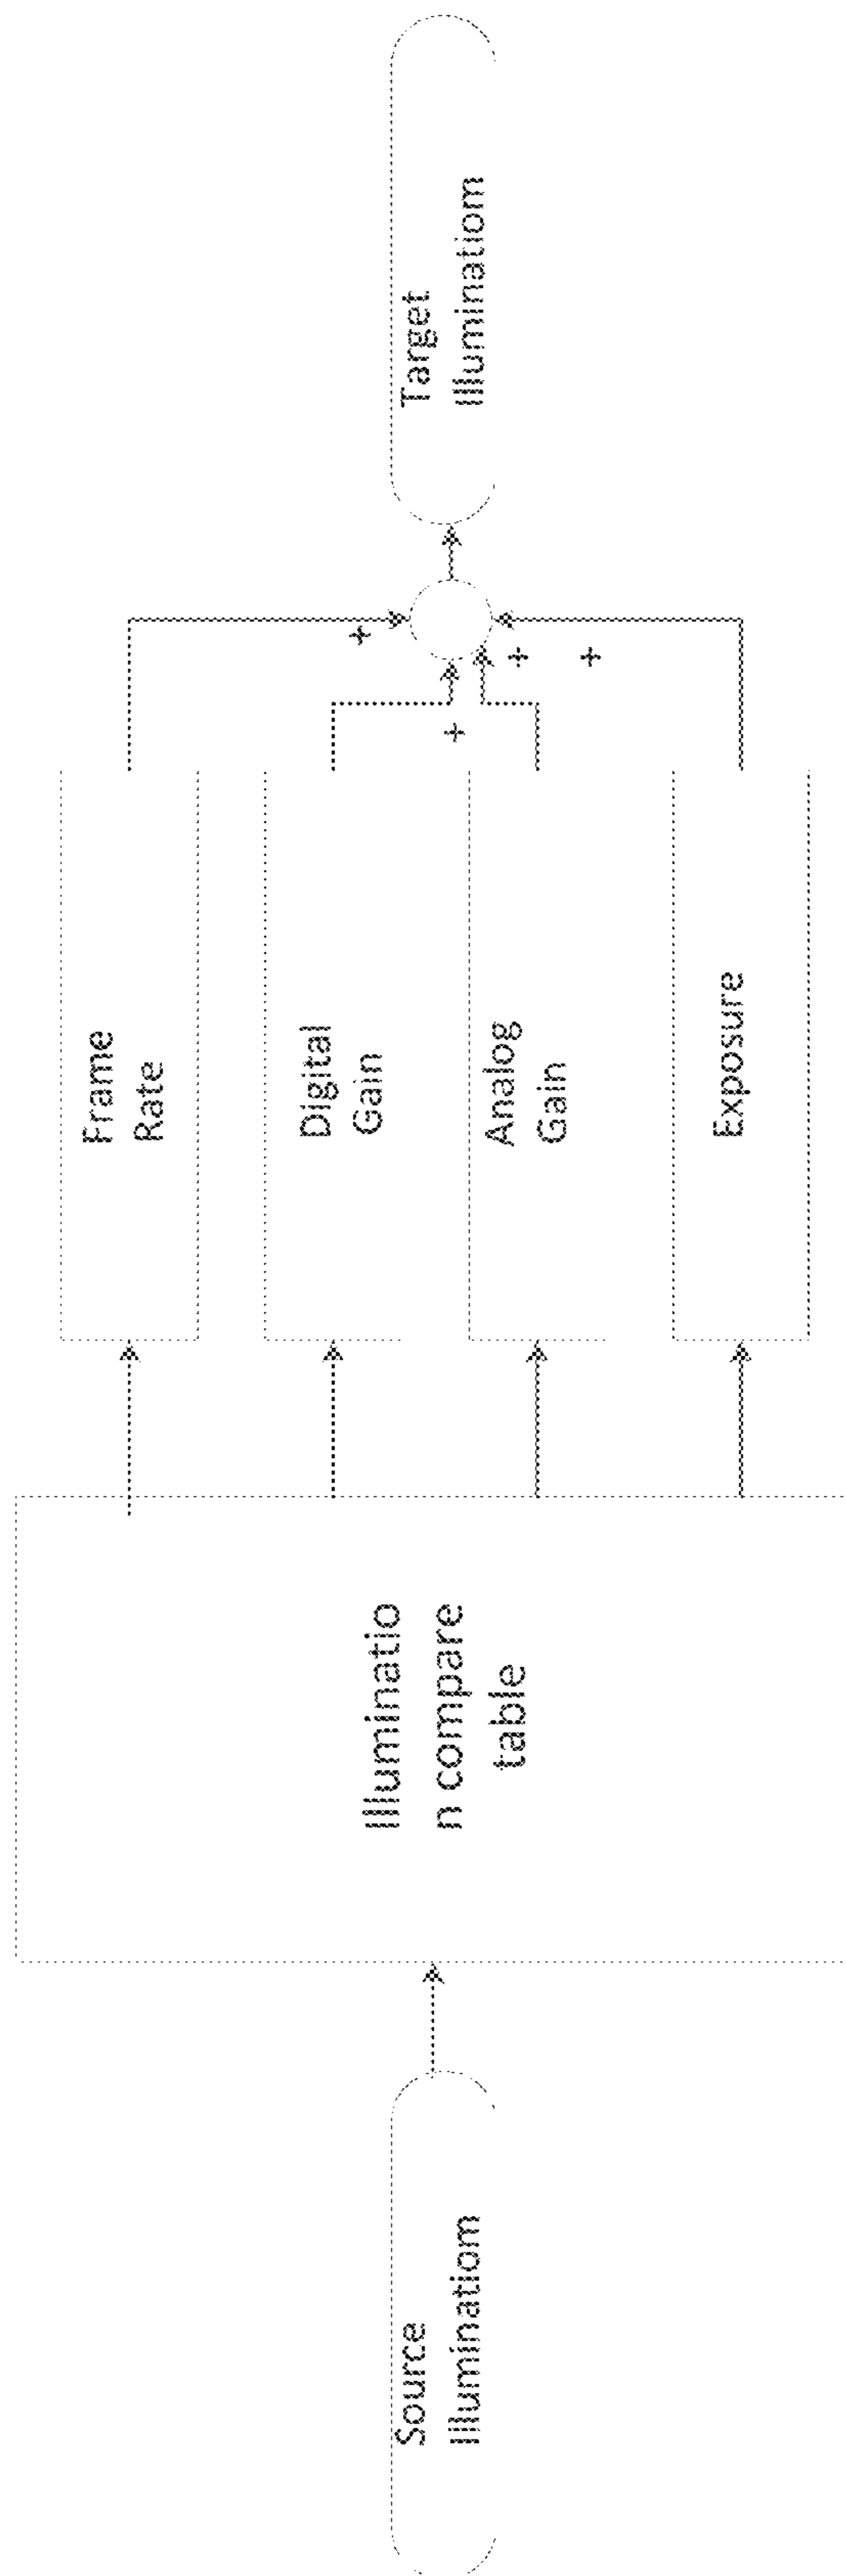 Source
Illuminatiom
Illuminatio
n compare
table
Frame
Rate
Digital
Gain
Analog
Gain
Exposure
+
+
+
+
Target
Illuminatiom